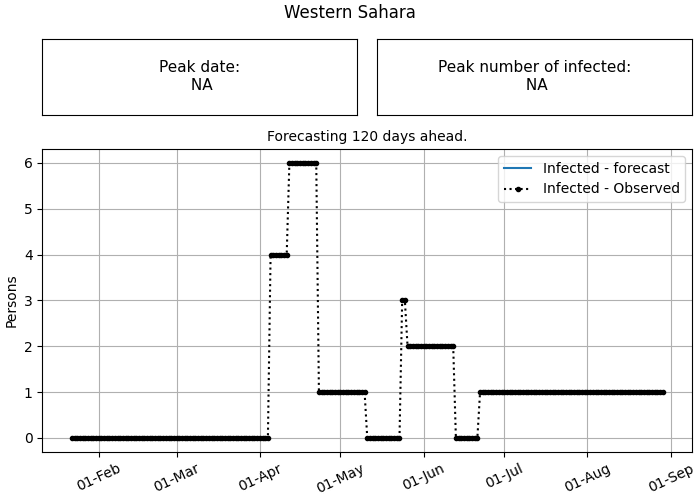 Western Sahara
Peak date:
NA
Peak number of infected:
NA
Forecasting 120 days ahead.
Infected - forecast
Infected - Observed
Persons
6
5
4
3
2
1
0
01-Feb
01-Mar
01-Apr
01-May
01-Jun
01-Jul
01-Aug
01-Sep